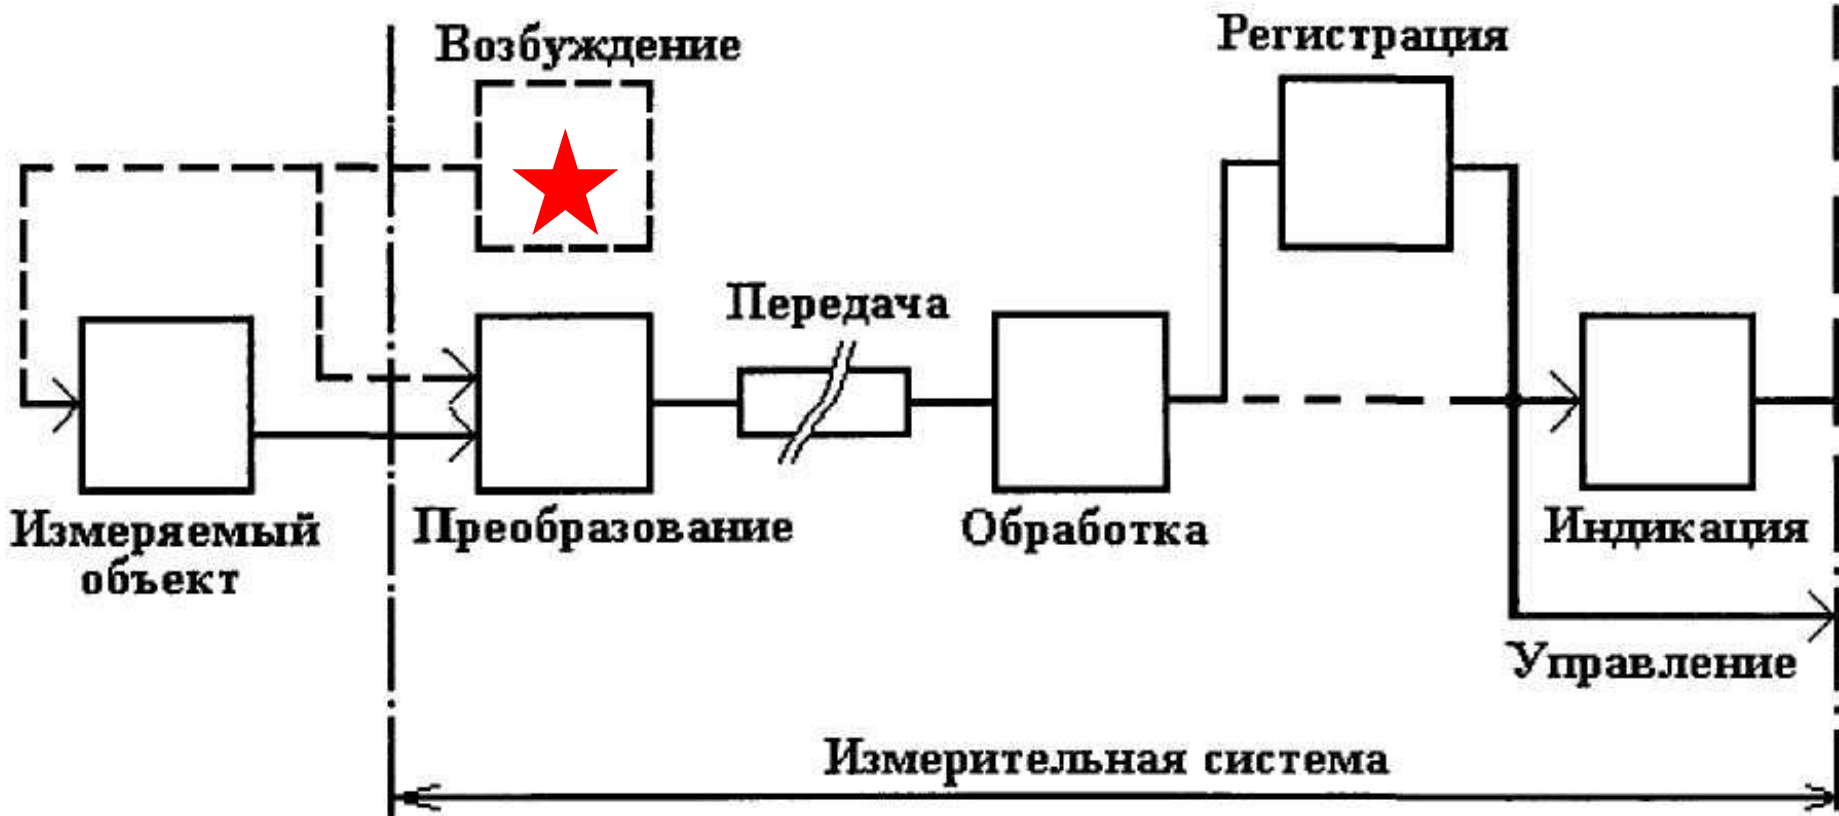 Возбуждение
Регистрация
Передача
Измеряемый
объект
Преобразование
Обработка
Индикация
Управление
Измерительная система